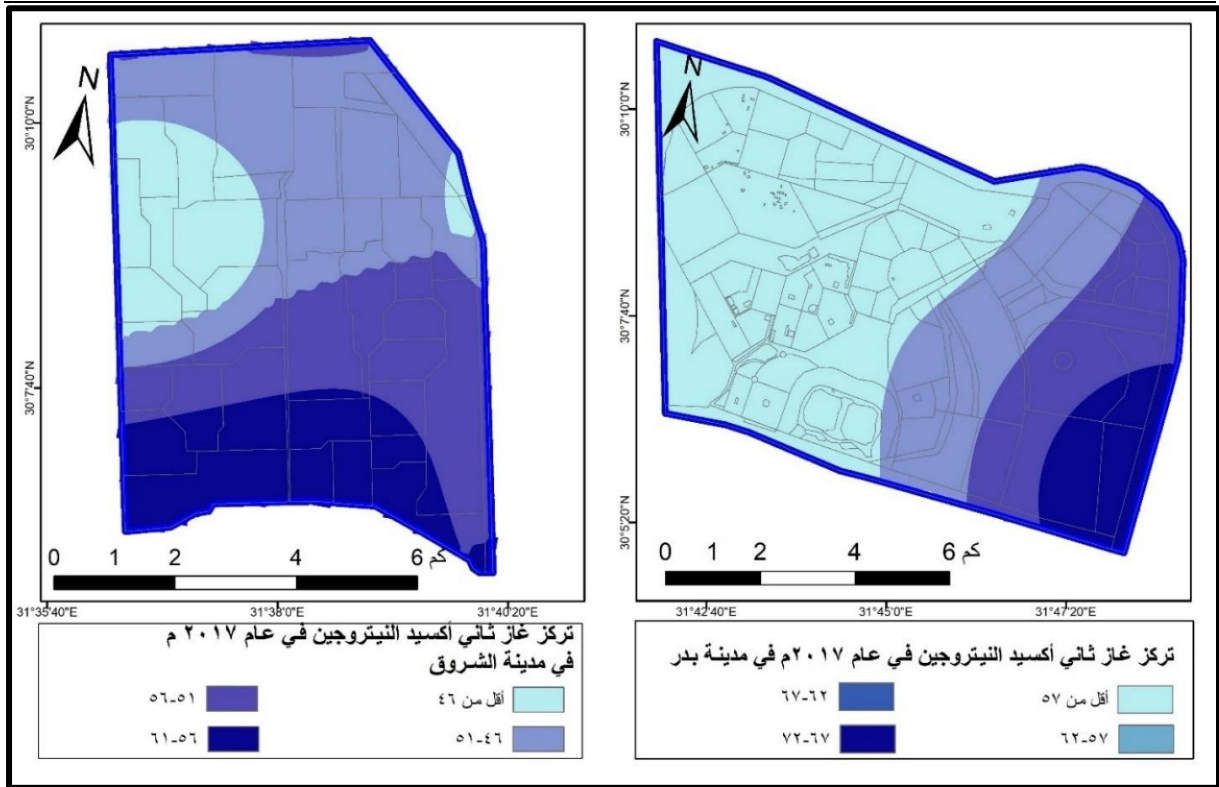 N
30°10'0"N
30°7'40"N
0 1 2 4 6 كم
31°35'40"E 31°38'0"E 31°40'20"E
تركز غاز ثاني أكسيد النيتروجين في عام ٢٠١٧ م
في مدينة الشروق
أقل من ٤٦
٥١-٥٦
٤٦-٥١
٥٦-٦١
N
30°10'0"N
30°7'40"N
30°5'20"N
0 1 2 4 6 كم
31°42'40"E 31°45'0"E 31°47'20"E
تركز غاز ثاني أكسيد النيتروجين في عام ٢٠١٧م في مدينة بدر
أقل من ٥٧
٦٢-٦٧
٥٧-٦٢
٦٧-٧٢